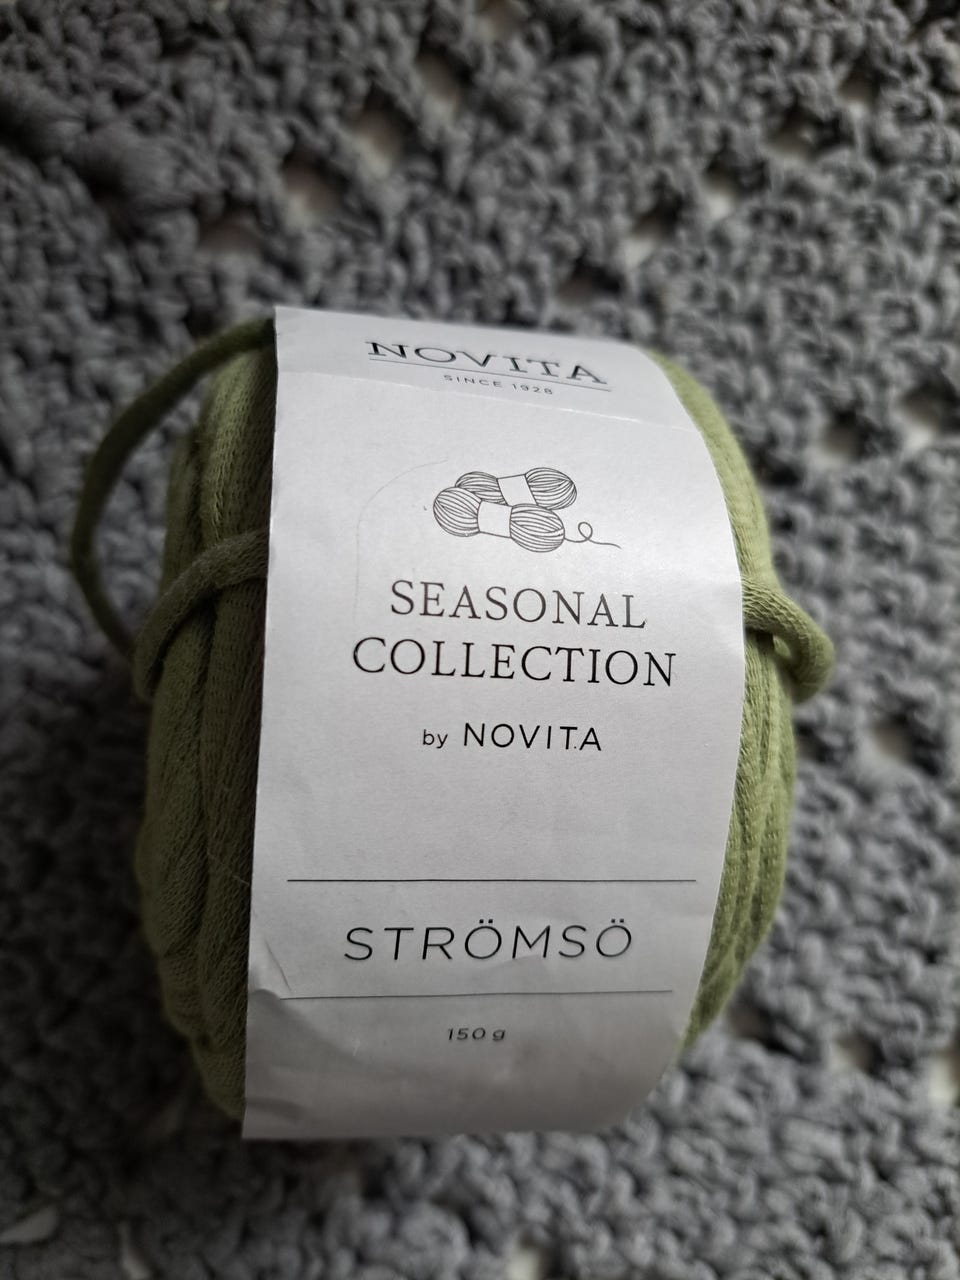 NOVITA
SINCE 1928
SEASONAL
COLLECTION
by NOVITA
STRÖMSÖ
150 g